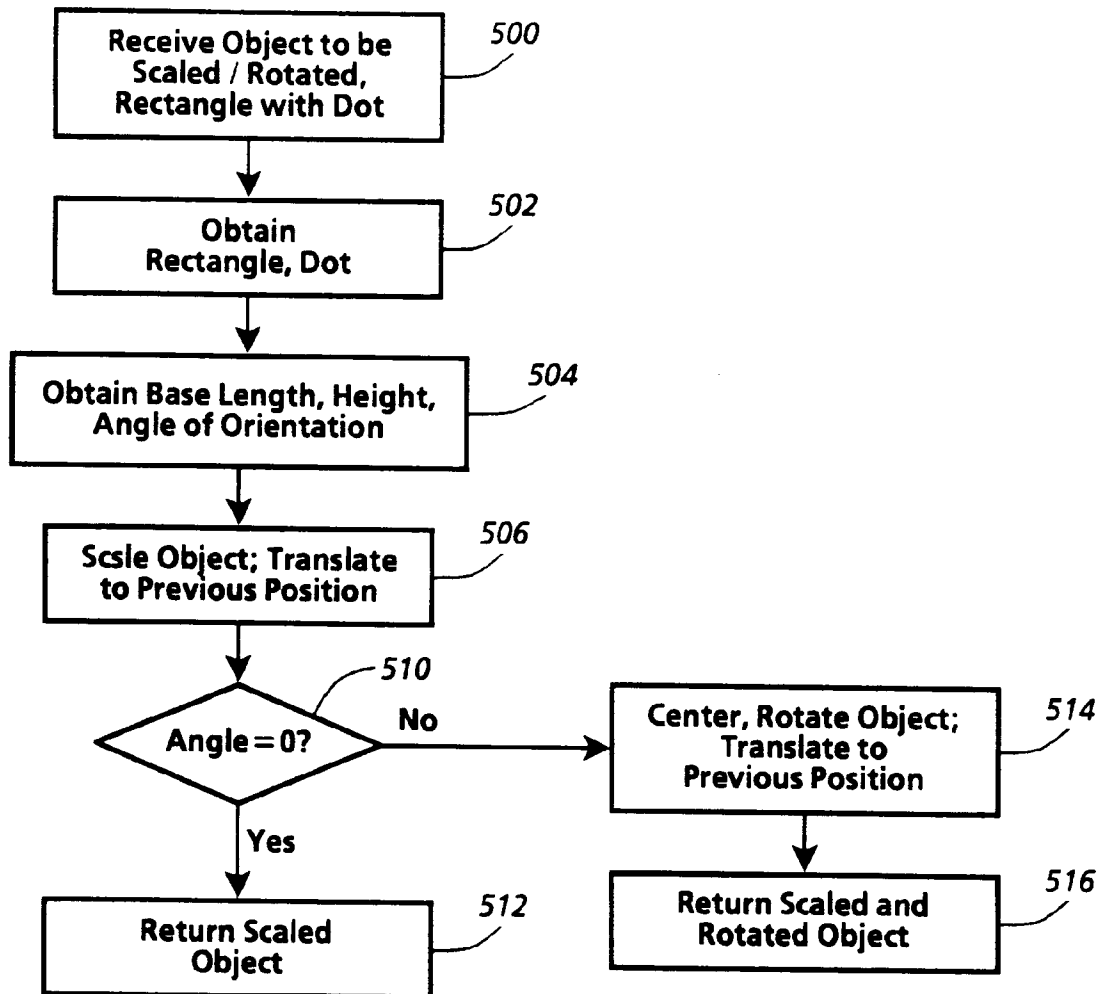 Receive Object to be
Scaled / Rotated,
Rectangle with Dot
500
Obtain
Rectangle, Dot
502
Obtain Base Length, Height,
Angle of Orientation
504
Scsle Object; Translate
to Previous Position
506
Angle = 0?
510
No
Yes
Center, Rotate Object;
Translate to
Previous Position
514
Return Scaled
Object
512
Return Scaled and
Rotated Object
516